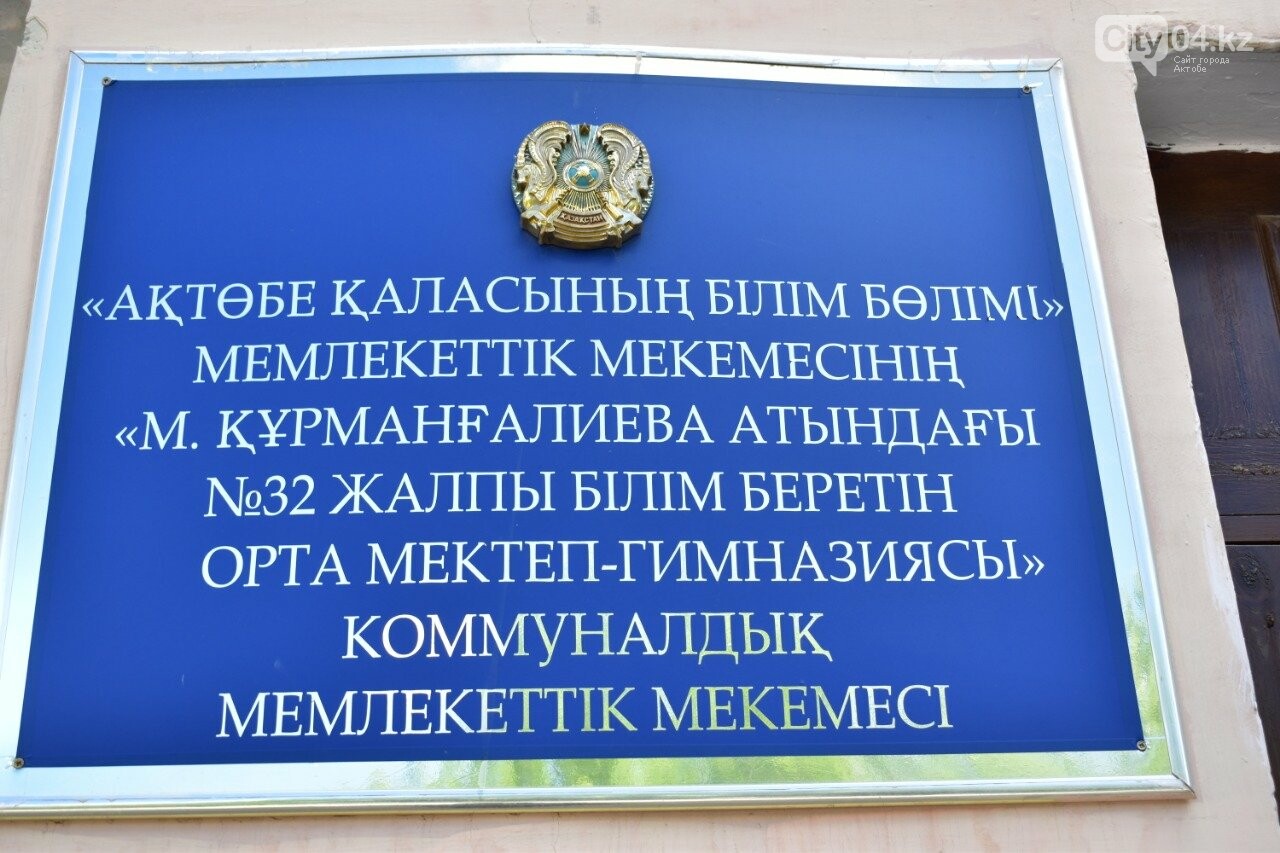 City04.kz
Сайт города
Актобе
ҚАЗАҚСТАН
«АҚТӨБЕ ҚАЛАСЫНЫҢ БІЛІМ БӨЛІМІ»
МЕМЛЕКЕТТІК МЕКЕМЕСІНІҢ
«М. ҚҰРМАНҒАЛИЕВА АТЫНДАҒЫ
№32 ЖАЛПЫ БІЛІМ БЕРЕТІН
ОРТА МЕКТЕП-ГИМНАЗИЯСЫ»
КОММУНАЛДЫҚ
МЕМЛЕКЕТТІК МЕКЕМЕСІ